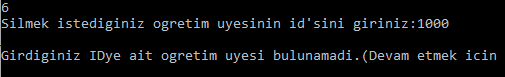 6
Silmek istediginiz ogretim uyesinin id'sini giriniz:1000
Girdiginiz IDye ait ogretim uyesi bulunamadi.(Devam etmek icin